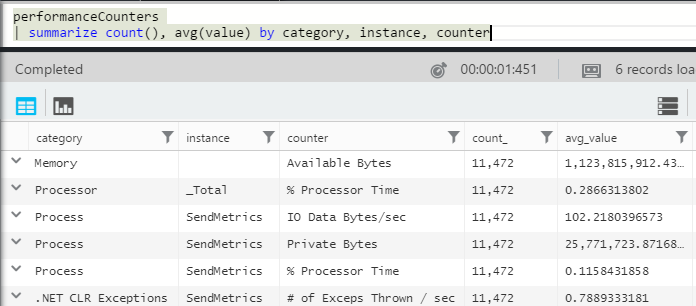 performanceCounters
| summarize count(), avg(value) by category, instance, counter
Completed 00:00:01:451 6 records loa
category instance counter count_ avg_value
Memory Available Bytes 11,472 1,123,815,912.43...
Processor _Total % Processor Time 11,472 0.2866313802
Process SendMetrics IO Data Bytes/sec 11,472 102.2180396573
Process SendMetrics Private Bytes 11,472 25,771,723.87168...
Process SendMetrics % Processor Time 11,472 0.1158431858
.NET CLR Exceptions SendMetrics # of Exceps Thrown / sec 11,472 0.7889333181